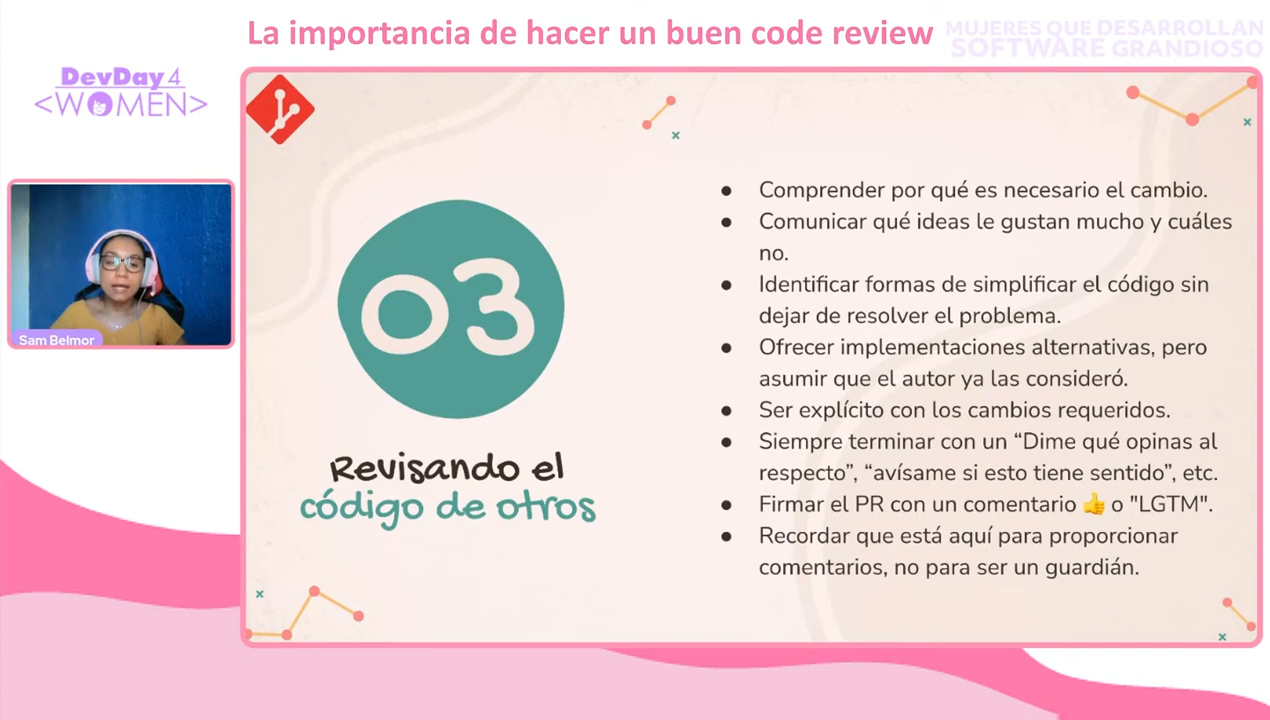 La importancia de hacer un buen code review
MUJERES QUE DESARROLLAN
SOFTWARE GRANDIOSO
DevDay 4
<WOMEN>
Sam Belmor
03
Revisando el
código de otros
● Comprender por qué es necesario el cambio.
● Comunicar qué ideas le gustan mucho y cuáles
no.
● Identificar formas de simplificar el código sin
dejar de resolver el problema.
● Ofrecer implementaciones alternativas, pero
asumir que el autor ya las consideró.
● Ser explícito con los cambios requeridos.
● Siempre terminar con un “Dime qué opinas al
respecto”, “avísame si esto tiene sentido”, etc.
● Firmar el PR con un comentario 👍 o "LGTM".
● Recordar que está aquí para proporcionar
comentarios, no para ser un guardián.